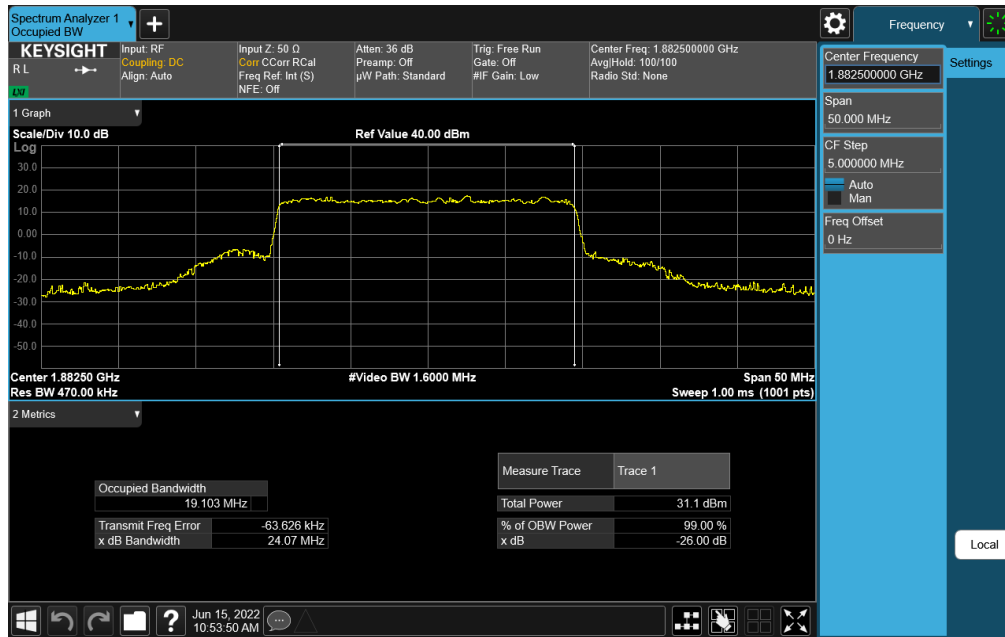 Spectrum Analyzer 1
Occupied BW
Frequency
KEYSIGHT
R L
LXI
Input: RF
Coupling: DC
Align: Auto
Input Z: 50 Ω
Corr CCorr RCal
Freq Ref: Int (S)
NFE: Off
Atten: 36 dB
Preamp: Off
µW Path: Standard
Trig: Free Run
Gate: Off
#IF Gain: Low
Center Freq: 1.882500000 GHz
Avg|Hold: 100/100
Radio Std: None
Center Frequency
1.882500000 GHz
Settings
Span
50.000 MHz
CF Step
5.000000 MHz
Auto
Man
Freq Offset
0 Hz
1 Graph
Scale/Div 10.0 dB
Ref Value 40.00 dBm
Log
30.0
20.0
10.0
0.00
-10.0
-20.0
-30.0
-40.0
-50.0
Center 1.88250 GHz
#Video BW 1.6000 MHz
Span 50 MHz
Res BW 470.00 kHz
Sweep 1.00 ms (1001 pts)
2 Metrics
Measure Trace
Trace 1
Occupied Bandwidth
19.103 MHz
Total Power
31.1 dBm
Transmit Freq Error
-63.626 kHz
% of OBW Power
99.00 %
x dB Bandwidth
24.07 MHz
x dB
-26.00 dB
Local
?
Jun 15, 2022
10:53:50 AM